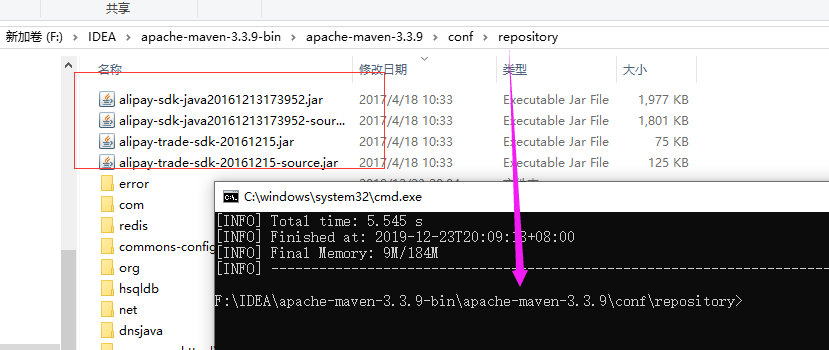 共享
新加卷 (F:) › IDEA › apache-maven-3.3.9-bin › apache-maven-3.3.9 › conf › repository
名称 修改日期 类型 大小
alipay-sdk-java20161213173952.jar 2017/4/18 10:33 Executable Jar File 1,977 KB
alipay-sdk-java20161213173952-sour... 2017/4/18 10:33 Executable Jar File 1,801 KB
alipay-trade-sdk-20161215.jar 2017/4/18 10:33 Executable Jar File 75 KB
alipay-trade-sdk-20161215-source.jar 2017/4/18 10:33 Executable Jar File 125 KB
error
com
redis
commons-config
org
hsqldb
net
dnsjava
C:\windows\system32\cmd.exe
[INFO] Total time: 5.545 s
[INFO] Finished at: 2019-12-23T20:09:13+08:00
[INFO] Final Memory: 9M/184M
[INFO] ------------------------------------------------------------------------
F:\IDEA\apache-maven-3.3.9-bin\apache-maven-3.3.9\conf\repository>